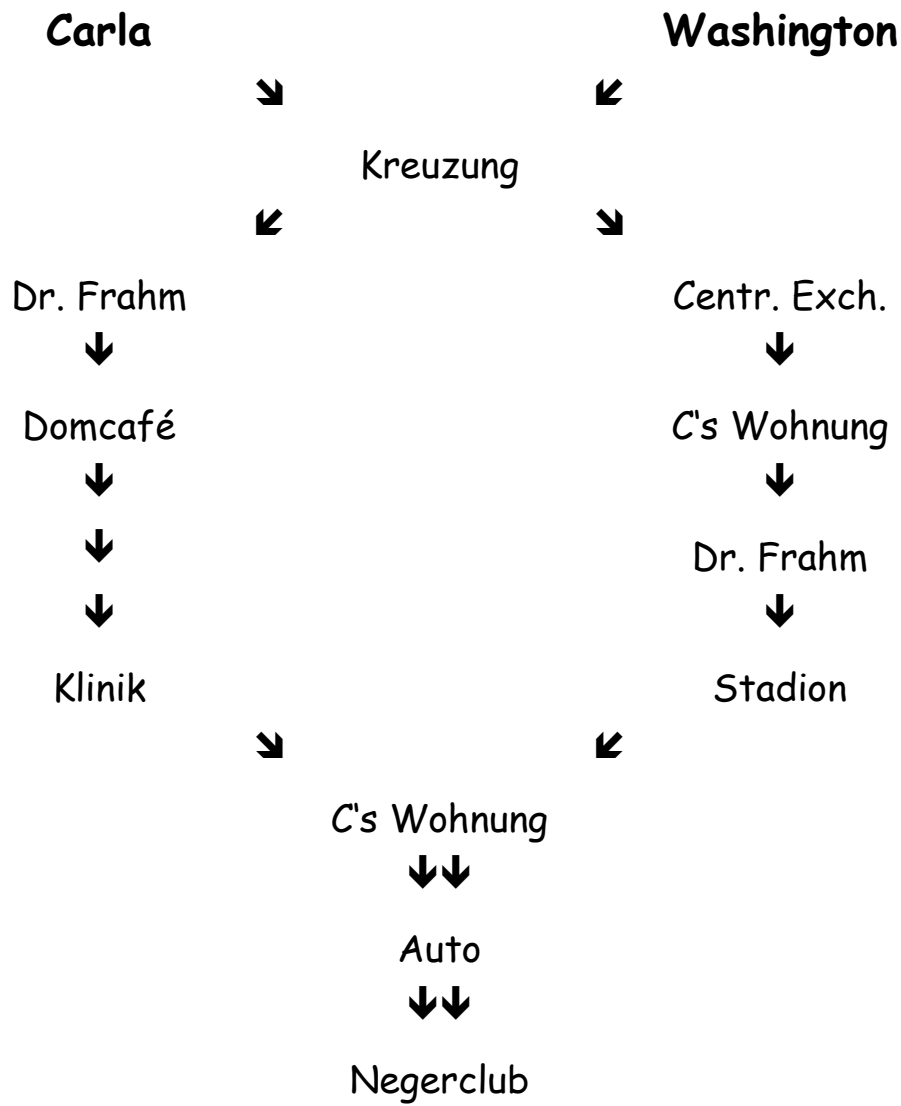 Carla Washington
Kreuzung
Dr. Frahm Centr. Exch.
Domcafé C's Wohnung
Dr. Frahm
Klinik Stadion
C's Wohnung
Auto
Negerclub